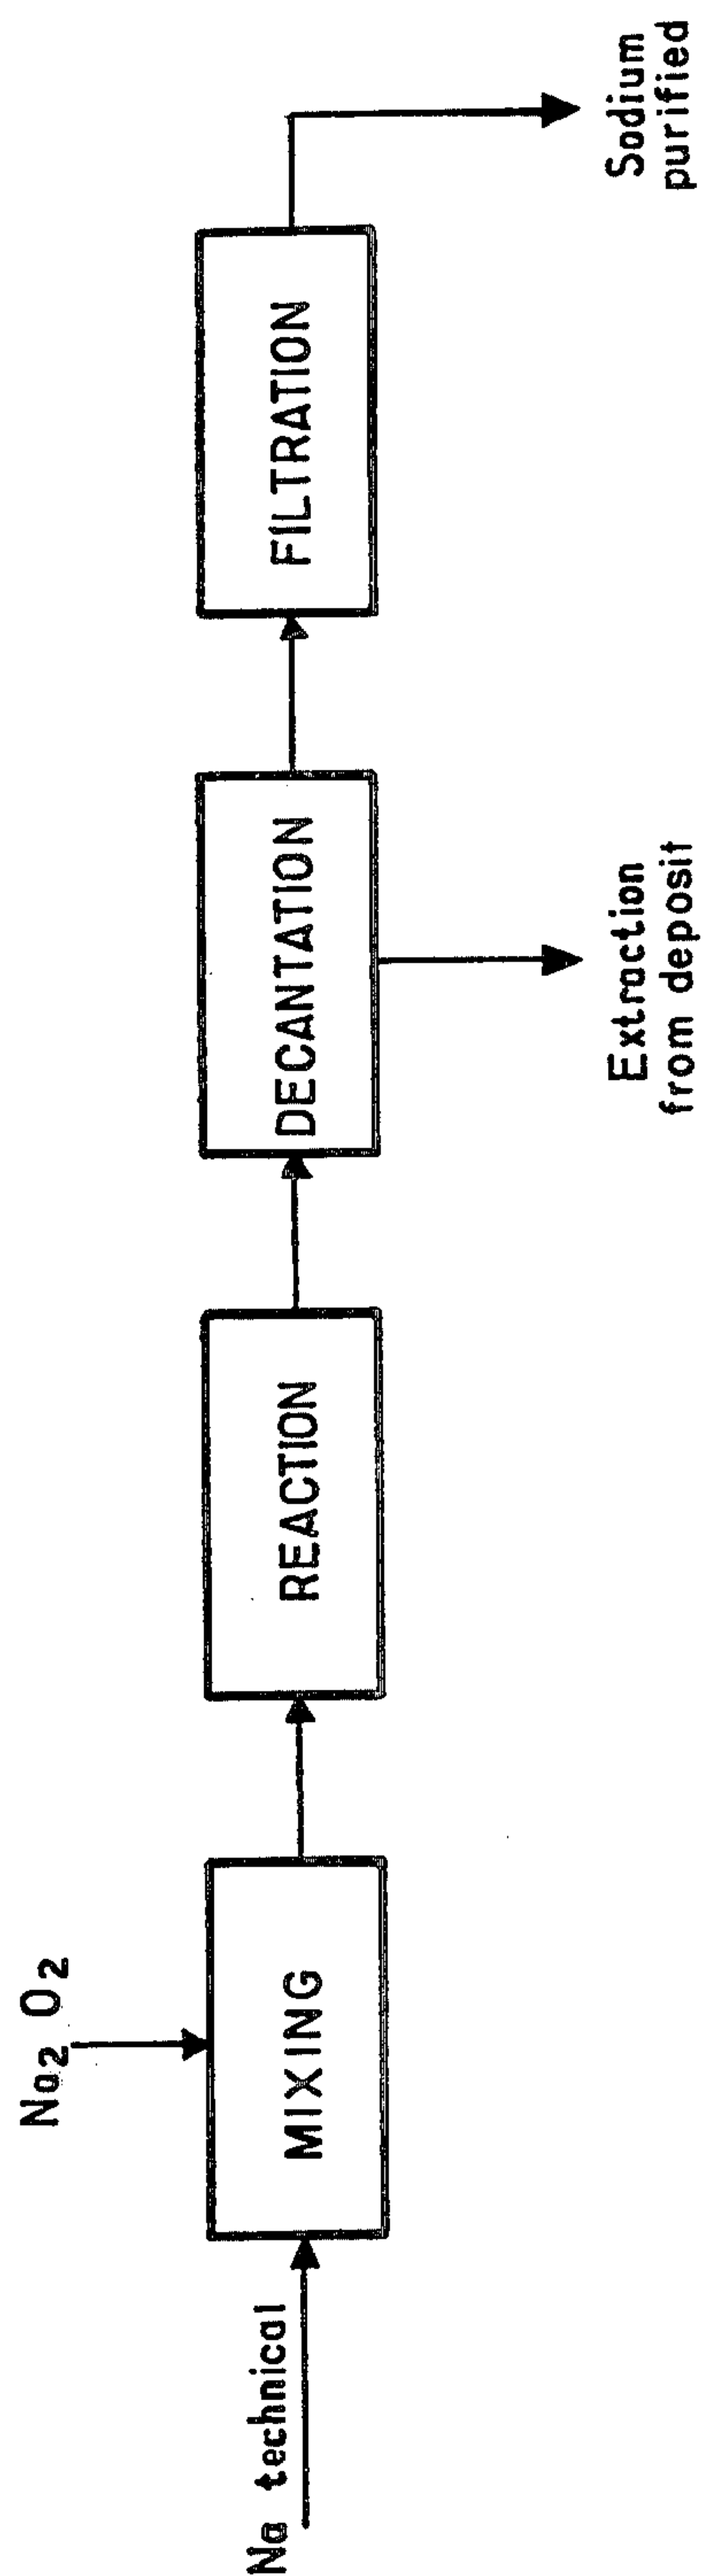 Na technical
Na2 O2
MIXING
REACTION
DECANTATION
Extraction
from deposit
FILTRATION
Sodium
purified